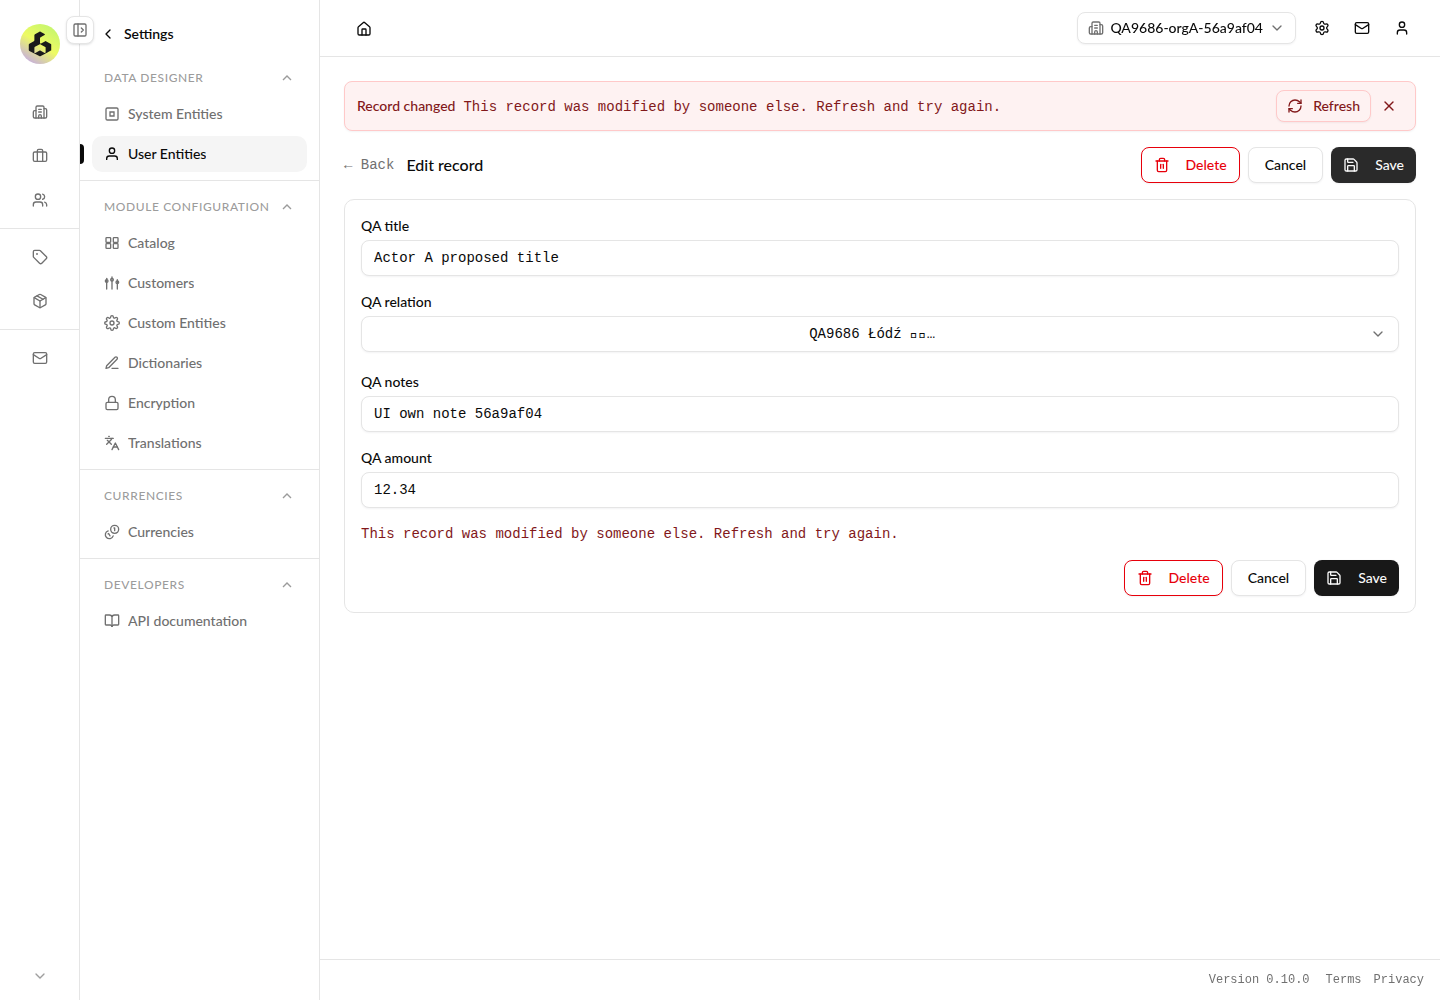 Settings
QA9686-orgA-56a9af04
DATA DESIGNER
System Entities
User Entities
MODULE CONFIGURATION
Catalog
Customers
Custom Entities
Dictionaries
Encryption
Translations
CURRENCIES
Currencies
DEVELOPERS
API documentation
Record changed This record was modified by someone else. Refresh and try again.
Refresh
← Back Edit record
Delete Cancel Save
QA title
Actor A proposed title
QA relation
QA9686 Łódź ▯▯…
QA notes
UI own note 56a9af04
QA amount
12.34
This record was modified by someone else. Refresh and try again.
Delete Cancel Save
Version 0.10.0 Terms Privacy